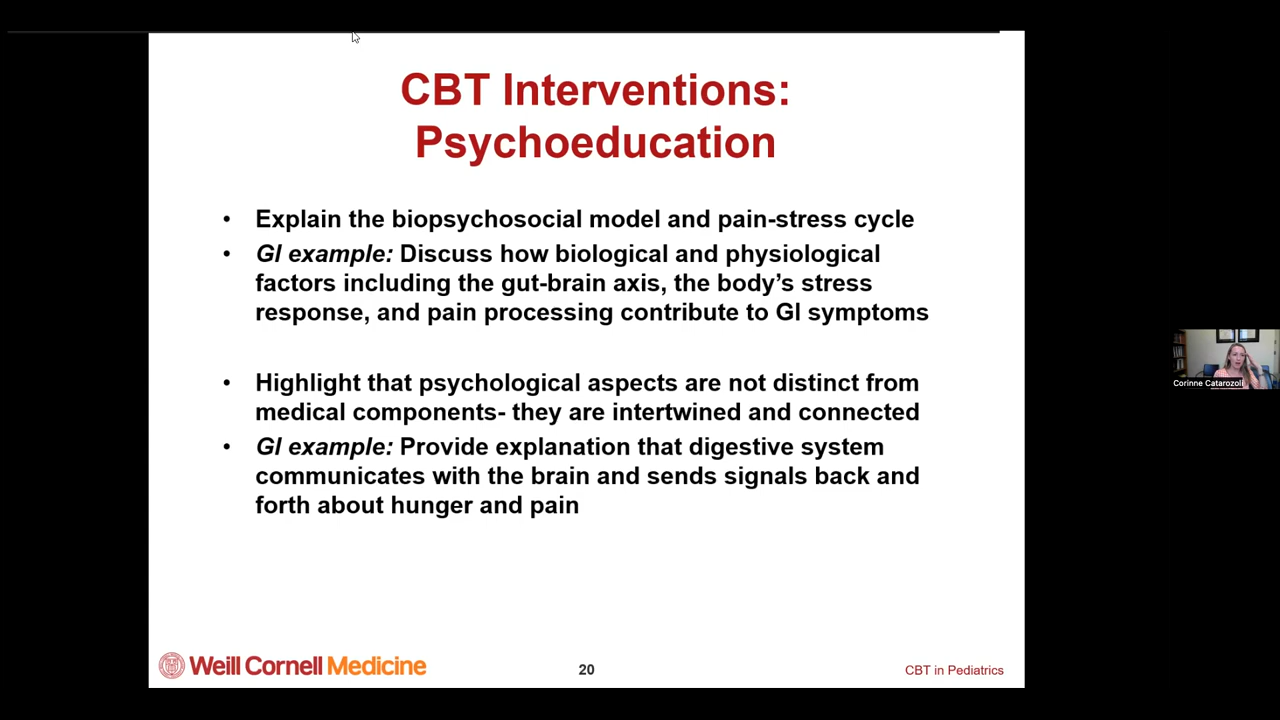 CBT Interventions:
Psychoeducation
• Explain the biopsychosocial model and pain-stress cycle
• GI example: Discuss how biological and physiological
factors including the gut-brain axis, the body's stress
response, and pain processing contribute to GI symptoms
• Highlight that psychological aspects are not distinct from
medical components- they are intertwined and connected
• GI example: Provide explanation that digestive system
communicates with the brain and sends signals back and
forth about hunger and pain
Corinne Catarozoli
Weill Cornell Medicine
20
CBT in Pediatrics